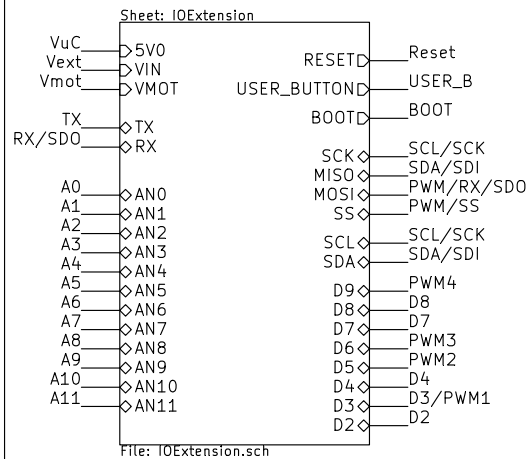 Sheet: IOExtension
VuC 5V0
Vext VIN
Vmot VMOT
TX TX
RX/SDO RX
A0 AN0
A1 AN1
A2 AN2
A3 AN3
A4 AN4
A5 AN5
A6 AN6
A7 AN7
A8 AN8
A9 AN9
A10 AN10
A11 AN11
RESET Reset
USER_BUTTON USER_B
BOOT BOOT
SCK SCL/SCK
MISO SDA/SDI
MOSI PWM/RX/SDO
SS PWM/SS
SCL SCL/SCK
SDA SDA/SDI
D9 PWM4
D8 D8
D7 D7
D6 PWM3
D5 PWM2
D4 D4
D3 D3/PWM1
D2 D2
File: IOExtension.sch